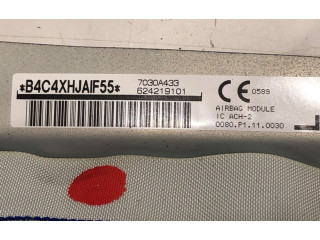 *B4C4XHJAIF55*
7030A433
624219101
CE 0589
AIRBAG MODULE
IC ACH-2
0080.P1.11.0030